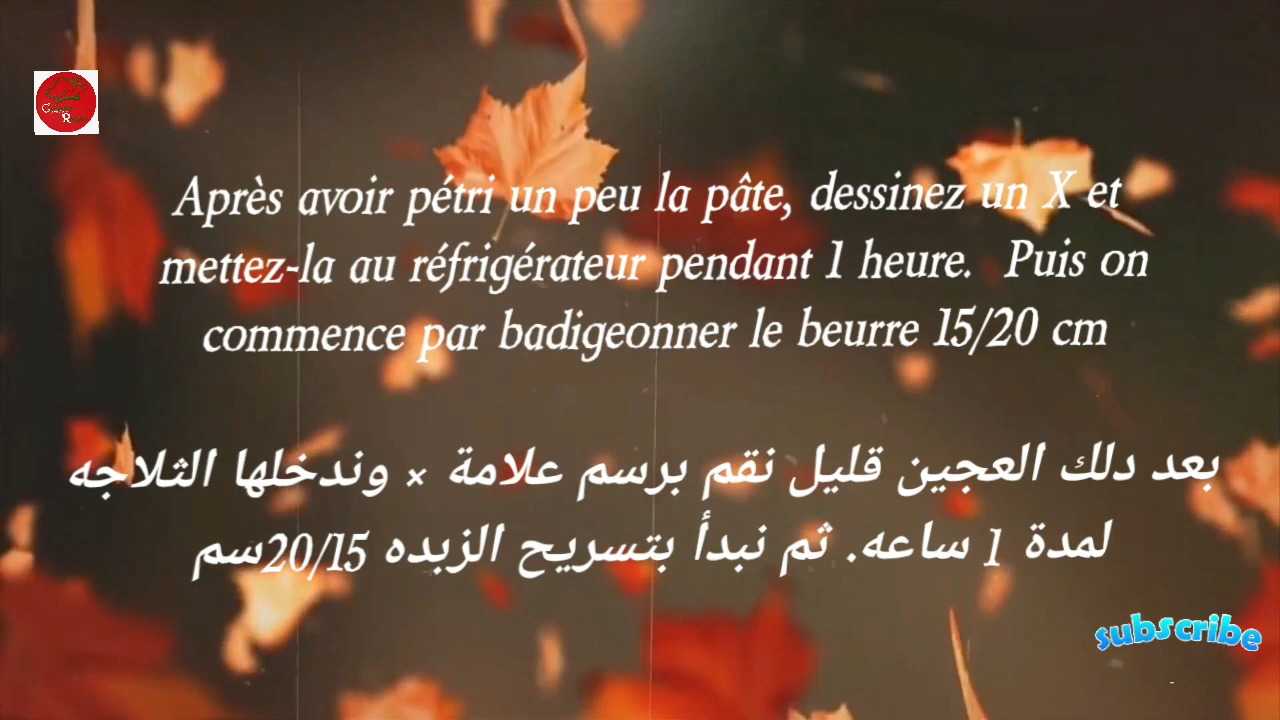 Après avoir pétri un peu la pâte, dessinez un X et
mettez-la au réfrigérateur pendant 1 heure. Puis on
commence par badigeonner le beurre 15/20 cm
بعد دلك العجين قليل نقم برسم علامة × وندخلها الثلاجه
لمدة 1 ساعه. ثم نبدأ بتسريح الزبده 20/15سم
subscribe